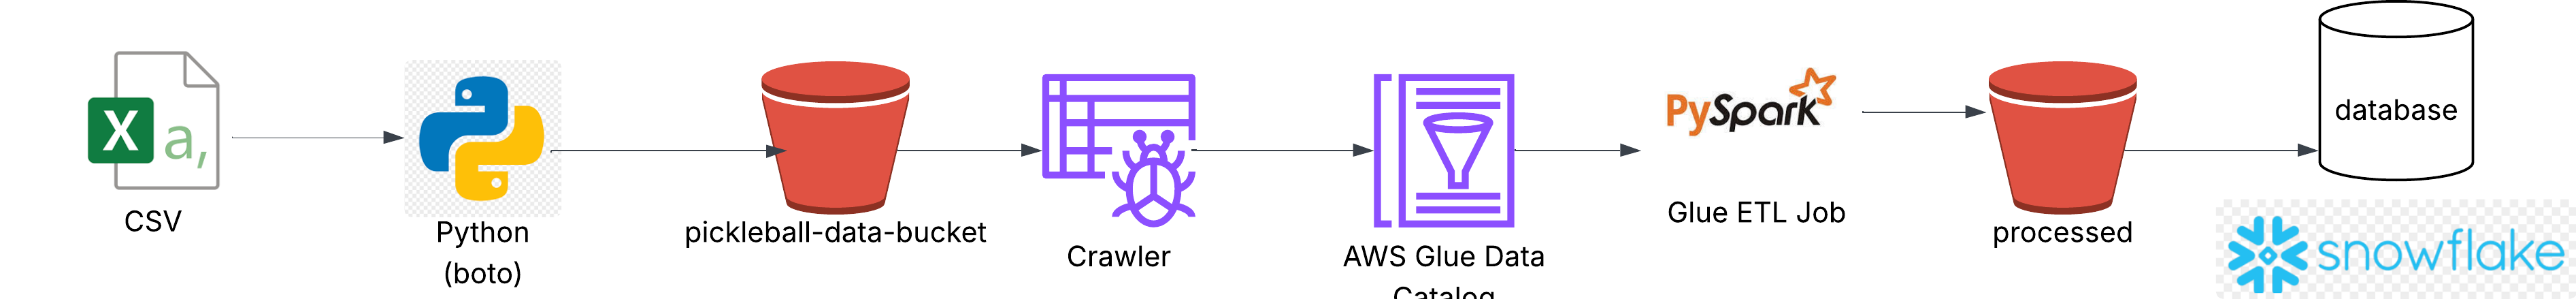 X
a,
CSV
Python
(boto)
pickleball-data-bucket
Crawler
AWS Glue Data
Catalog
PySpark
Glue ETL Job
processed
database
snowflake